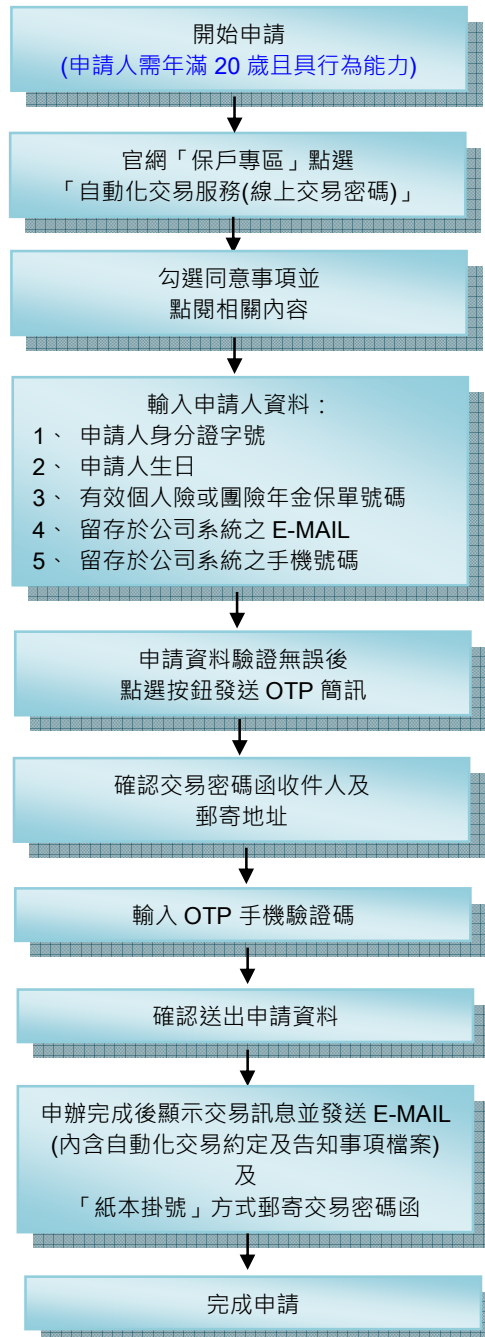 開始申請
(申請人需年滿 20 歲且具行為能力)
官網「保戶專區」點選
「自動化交易服務(線上交易密碼)」
勾選同意事項並
點閱相關內容
輸入申請人資料：
1、 申請人身分證字號
2、 申請人生日
3、 有效個人險或團險年金保單號碼
4、 留存於公司系統之 E-MAIL
5、 留存於公司系統之手機號碼
申請資料驗證無誤後
點選按鈕發送 OTP 簡訊
確認交易密碼函收件人及
郵寄地址
輸入 OTP 手機驗證碼
確認送出申請資料
申辦完成後顯示交易訊息並發送 E-MAIL
(內含自動化交易約定及告知事項檔案)
及
「紙本掛號」方式郵寄交易密碼函
完成申請